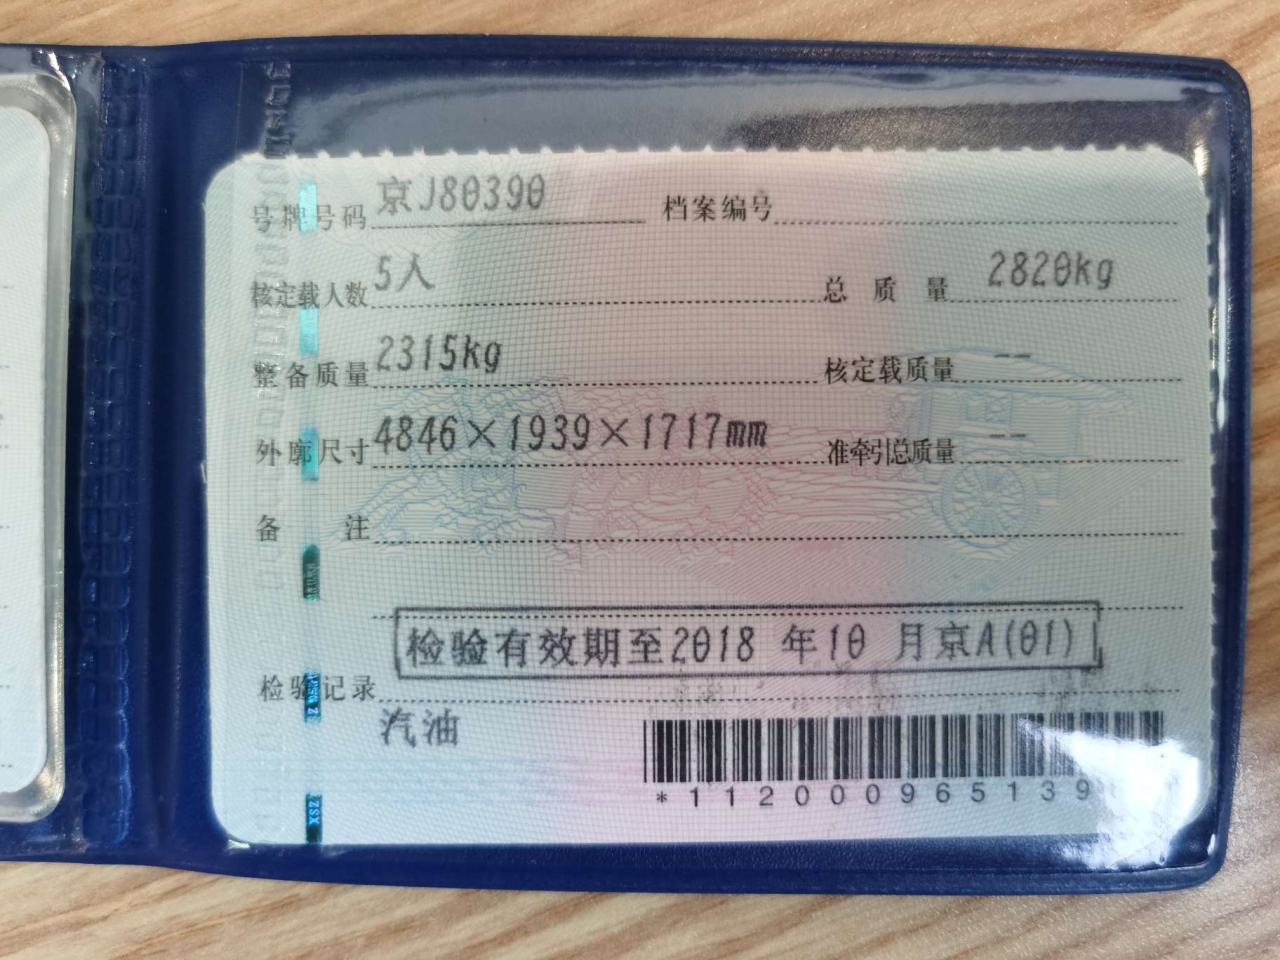 号牌号码 京J80390 档案编号
核定载人数 5人 总质量 2820kg
整备质量 2315kg 核定载质量 --
外廓尺寸 4846×1939×1717mm 准牵引总质量 --
备注
检验有效期至2018 年10 月京A(01)
检验记录
汽油
*112000965139